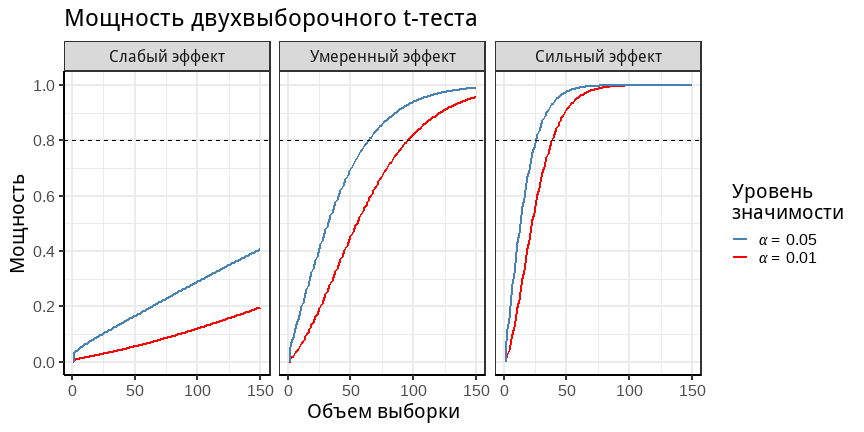 Мощность двухвыборочного t-теста
Слабый эффект
Умеренный эффект
Сильный эффект
Мощность
1.0
0.8
0.6
0.4
0.2
0.0
0 50 100 150
0 50 100 150
0 50 100 150
Объем выборки
Уровень
значимости
α = 0.05
α = 0.01